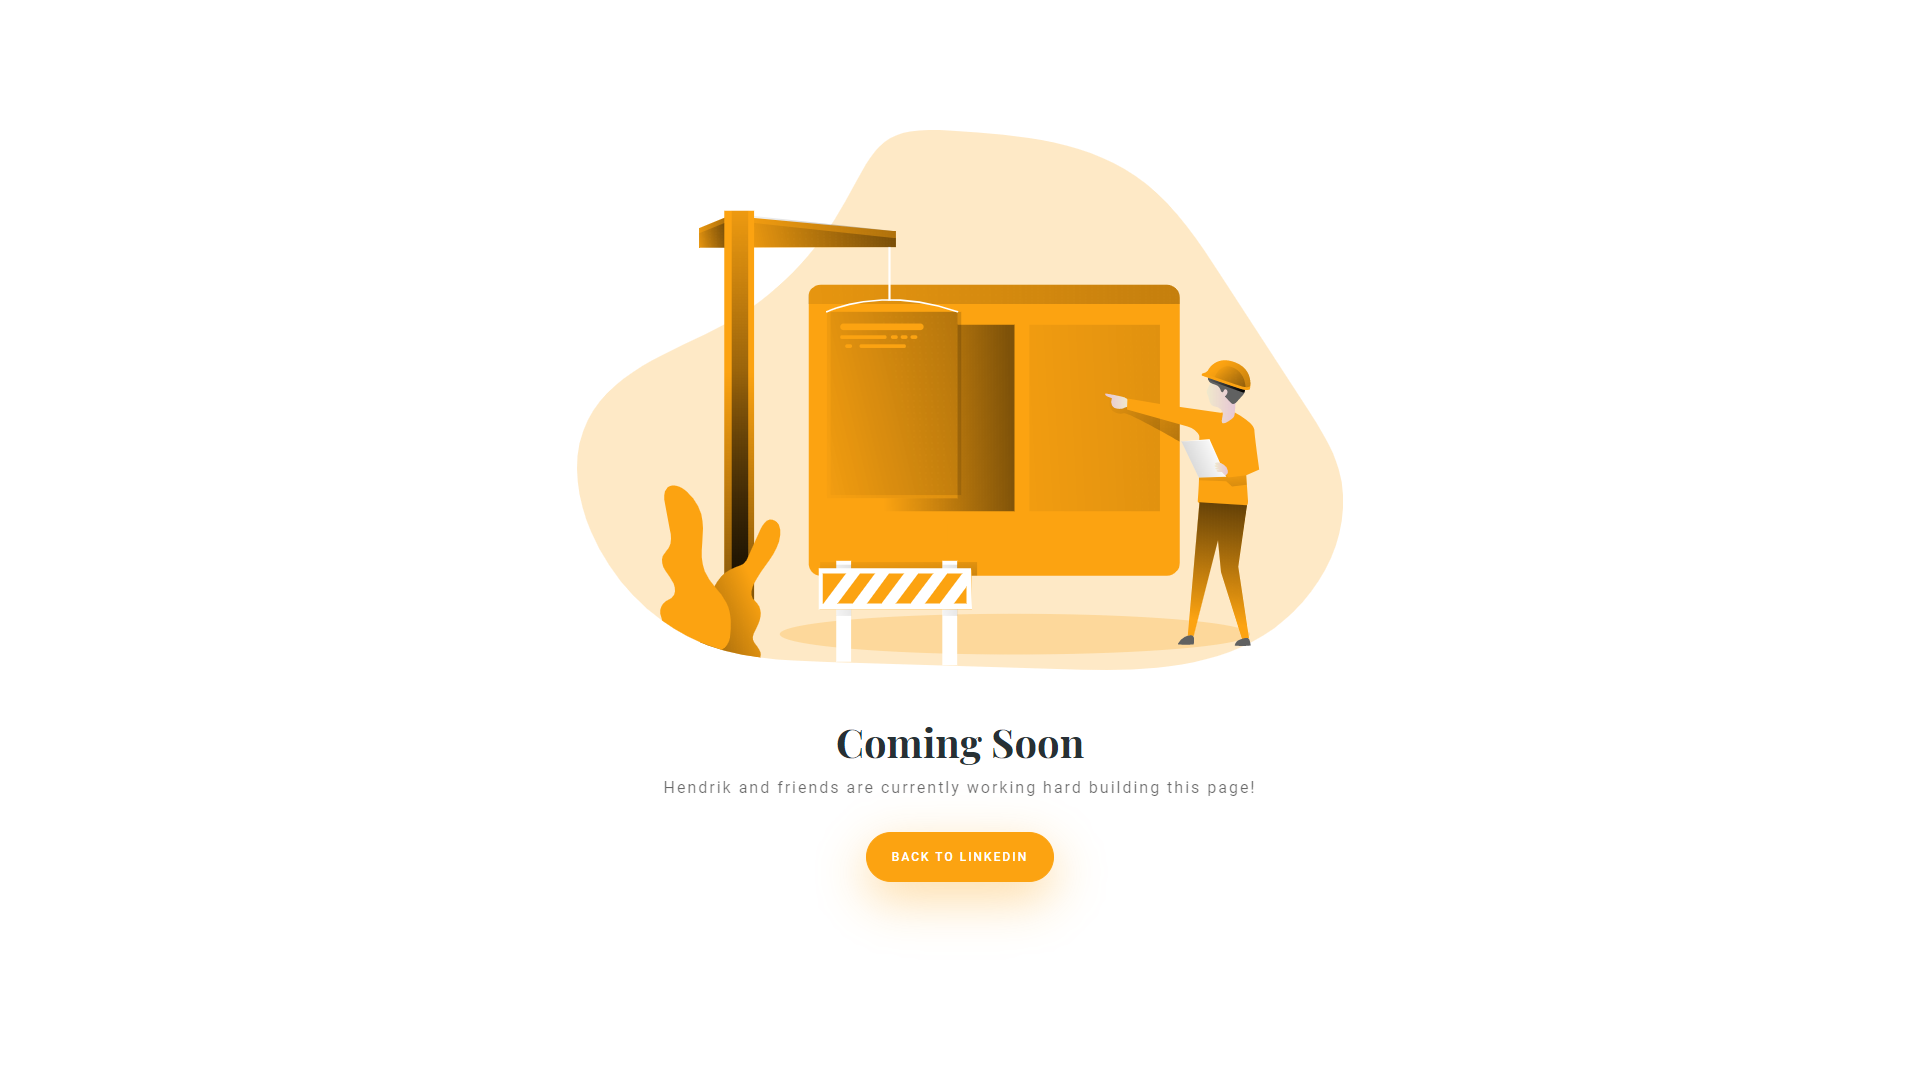 Coming Soon
Hendrik and friends are currently working hard building this page!
BACK TO LINKEDIN